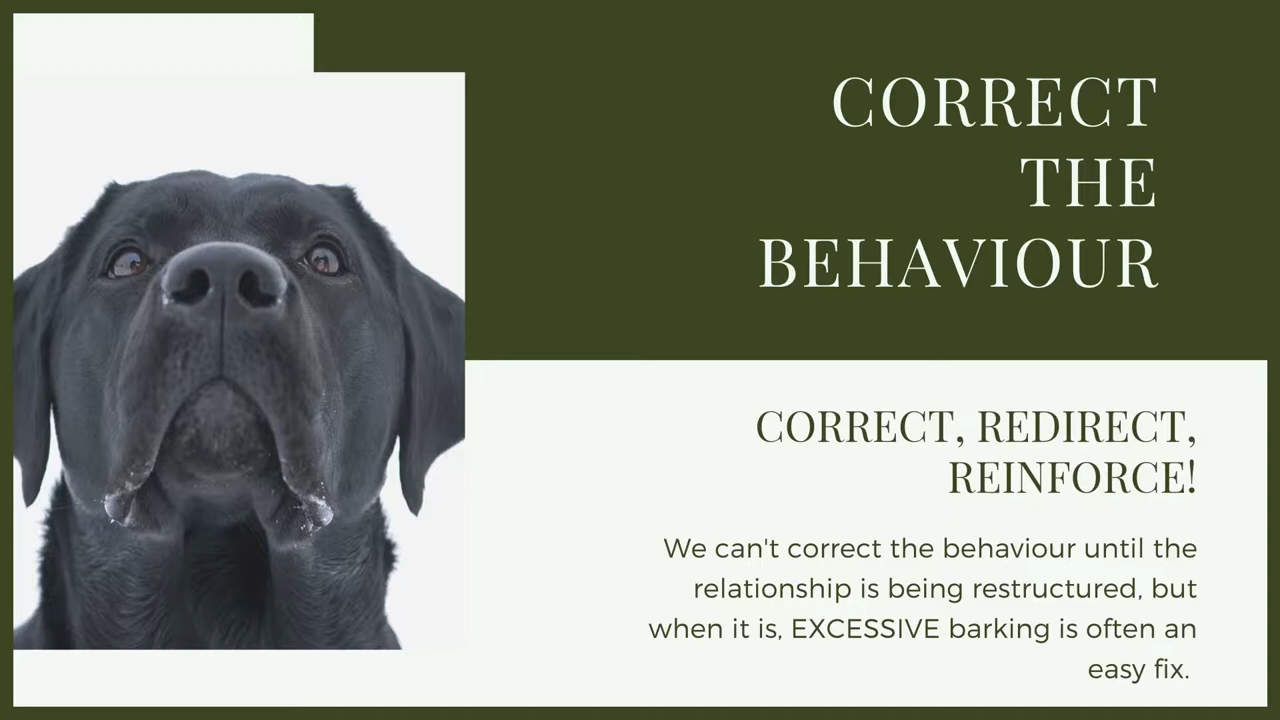 CORRECT
THE
BEHAVIOUR
CORRECT, REDIRECT,
REINFORCE!
We can't correct the behaviour until the
relationship is being restructured, but
when it is, EXCESSIVE barking is often an
easy fix.